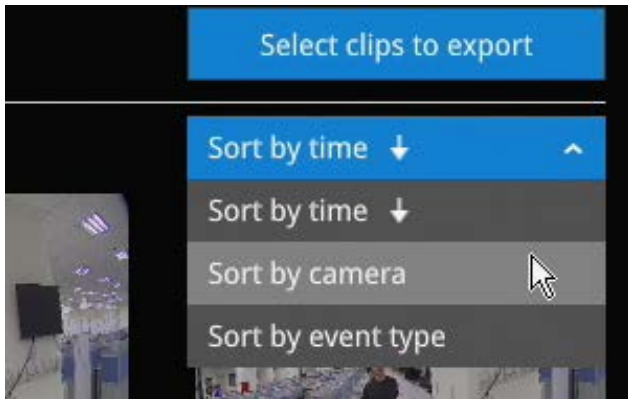 Select clips to export
Sort by time ↓
Sort by time ↓
Sort by camera
Sort by event type